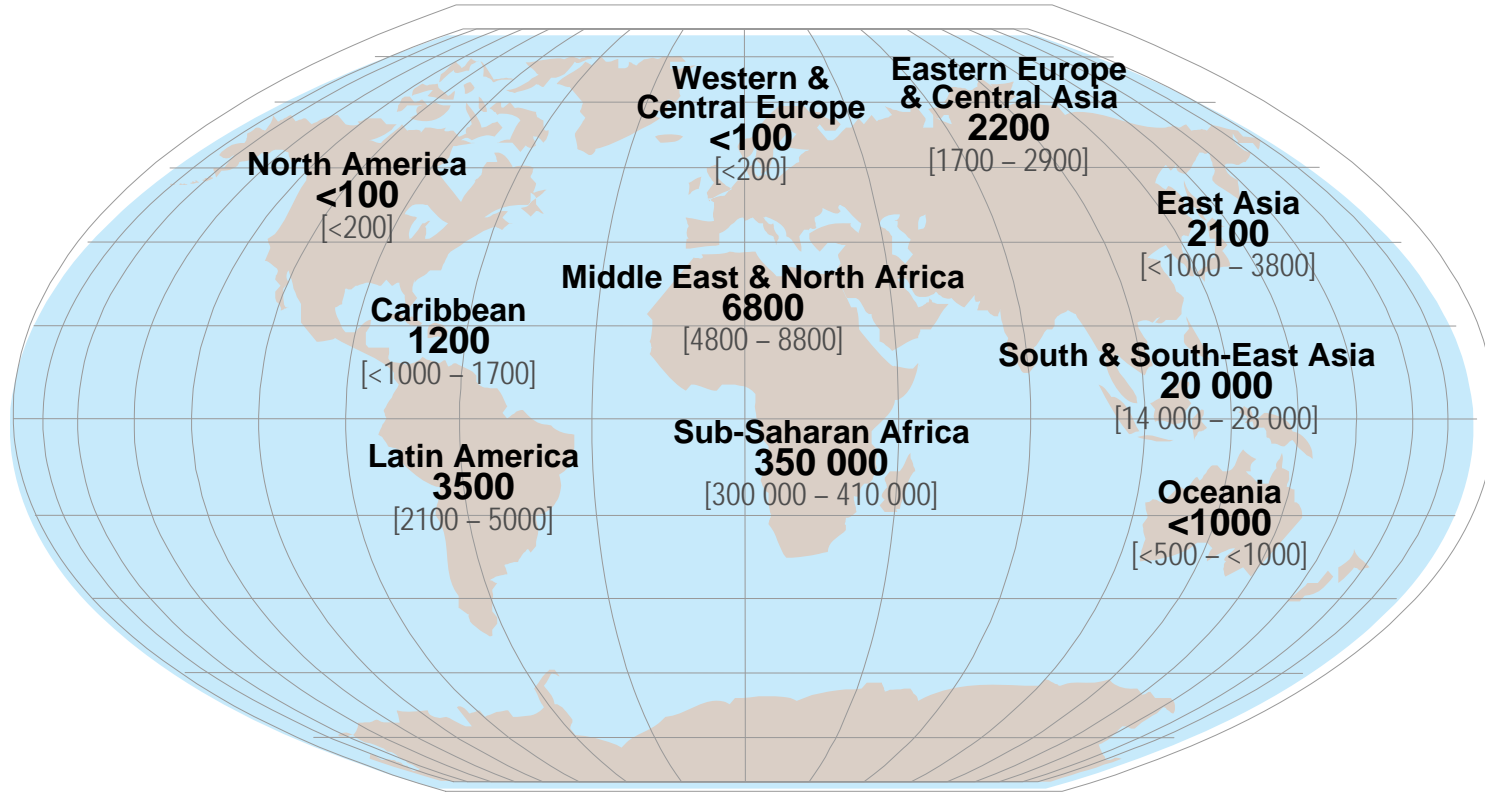 Western &
Central Europe
<100
[<200]
Eastern Europe
& Central Asia
2200
[1700 – 2900]
North America
<100
[<200]
East Asia
2100
[<1000 – 3800]
Middle East & North Africa
6800
[4800 – 8800]
Caribbean
1200
[<1000 – 1700]
South & South-East Asia
20 000
[14 000 – 28 000]
Sub-Saharan Africa
350 000
[300 000 – 410 000]
Latin America
3500
[2100 – 5000]
Oceania
<1000
[<500 – <1000]